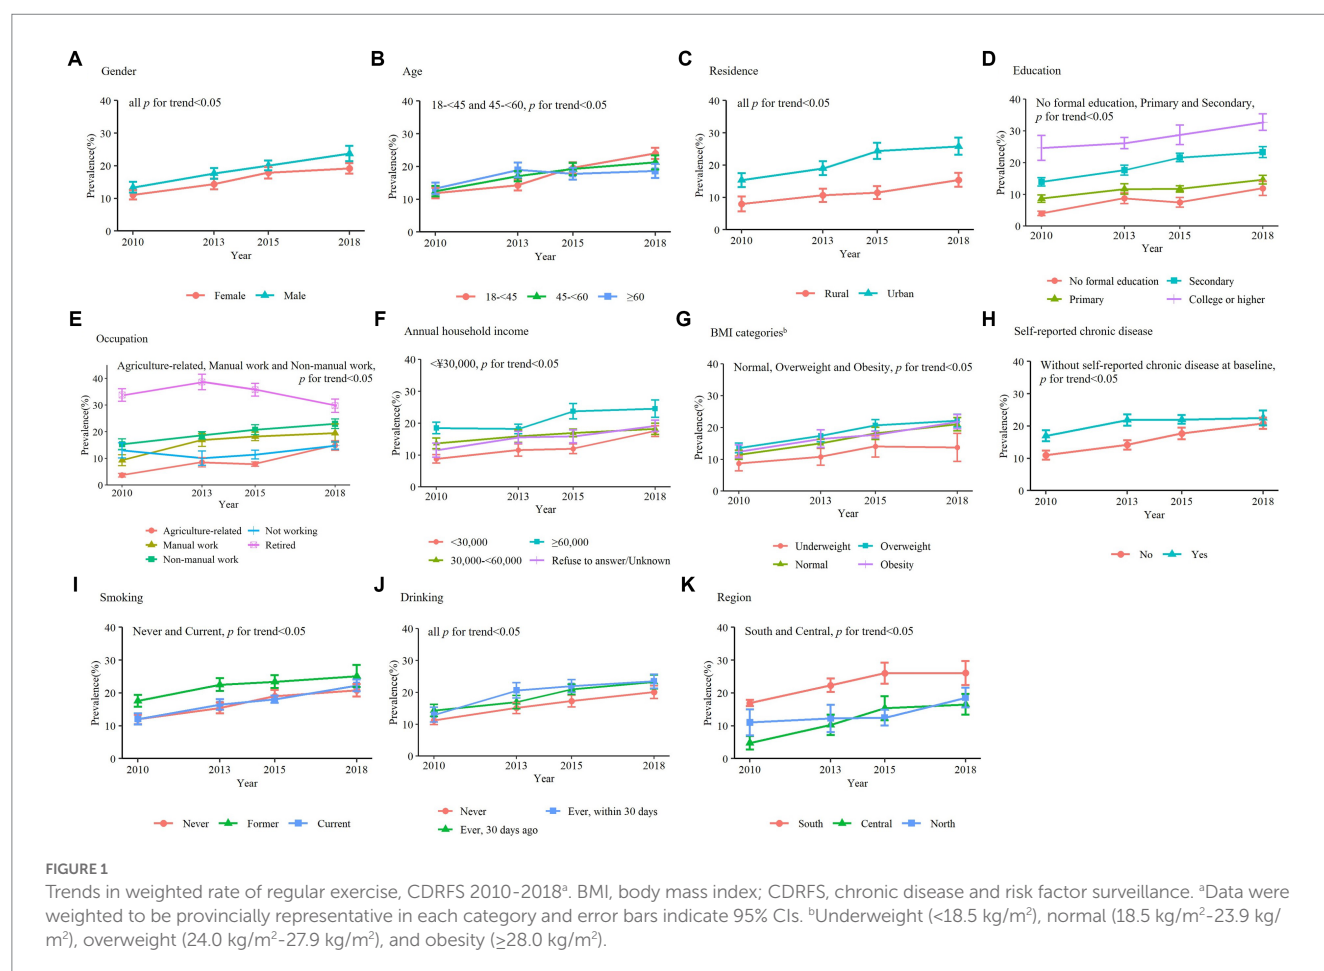 A
Gender
all p for trend<0.05
Prevalence(%)
40
30
20
10
0
2010 2013 2015 2018
Year
Female Male
B
Age
18-<45 and 45-<60, p for trend<0.05
Prevalence(%)
40
30
20
10
0
2010 2013 2015 2018
Year
18-<45 45-<60 ≥60
C
Residence
all p for trend<0.05
Prevalence(%)
40
30
20
10
0
2010 2013 2015 2018
Year
Rural Urban
D
Education
No formal education, Primary and Secondary,
p for trend<0.05
Prevalence(%)
40
30
20
10
0
2010 2013 2015 2018
Year
No formal education Secondary
Primary College or higher
E
Occupation
Agriculture-related, Manual work and Non-manual work,
p for trend<0.05
Prevalence(%)
40
30
20
10
0
2010 2013 2015 2018
Year
Agriculture-related Not working
Manual work Retired
Non-manual work
F
Annual household income
<¥30,000, p for trend<0.05
Prevalence(%)
40
30
20
10
0
2010 2013 2015 2018
Year
<30,000 ≥60,000
30,000-<60,000 Refuse to answer/Unknown
G
BMI categoriesᵇ
Normal, Overweight and Obesity, p for trend<0.05
Prevalence(%)
40
30
20
10
0
2010 2013 2015 2018
Year
Underweight Overweight
Normal Obesity
H
Self-reported chronic disease
Without self-reported chronic disease at baseline,
p for trend<0.05
Prevalence(%)
40
30
20
10
0
2010 2013 2015 2018
Year
No Yes
I
Smoking
Never and Current, p for trend<0.05
Prevalence(%)
40
30
20
10
0
2010 2013 2015 2018
Year
Never Former Current
J
Drinking
all p for trend<0.05
Prevalence(%)
40
30
20
10
0
2010 2013 2015 2018
Year
Never Ever, within 30 days
Ever, 30 days ago
K
Region
South and Central, p for trend<0.05
Prevalence(%)
40
30
20
10
0
2010 2013 2015 2018
Year
South Central North
FIGURE 1
Trends in weighted rate of regular exercise, CDRFS 2010-2018ᵃ. BMI, body mass index; CDRFS, chronic disease and risk factor surveillance. ᵃData were
weighted to be provincially representative in each category and error bars indicate 95% CIs. ᵇUnderweight (<18.5 kg/m²), normal (18.5 kg/m²-23.9 kg/
m²), overweight (24.0 kg/m²-27.9 kg/m²), and obesity (≥28.0 kg/m²).